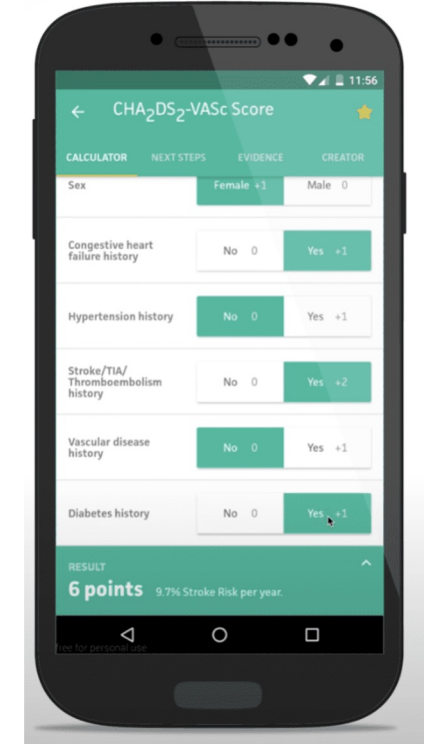 11:56
CHA₂DS₂-VASc Score
CALCULATOR NEXT STEPS EVIDENCE CREATOR
Sex Female +1 Male 0
Congestive heart
failure history
No 0 Yes +1
Hypertension history No 0 Yes +1
Stroke/TIA/
Thromboembolism
history
No 0 Yes +2
Vascular disease
history
No 0 Yes +1
Diabetes history No 0 Yes +1
RESULT
6 points 9.7% Stroke Risk per year.
free for personal use